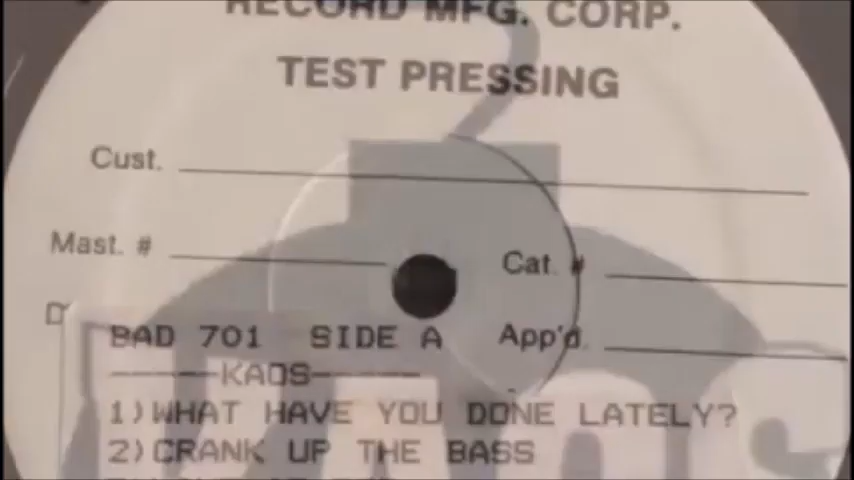 RECORD MFG. CORP.
TEST PRESSING
Cust.
Mast. #
Cat. #
BAD 701 SIDE A
App'd.
KAOS
1) WHAT HAVE YOU DONE LATELY?
2) CRANK UP THE BASS